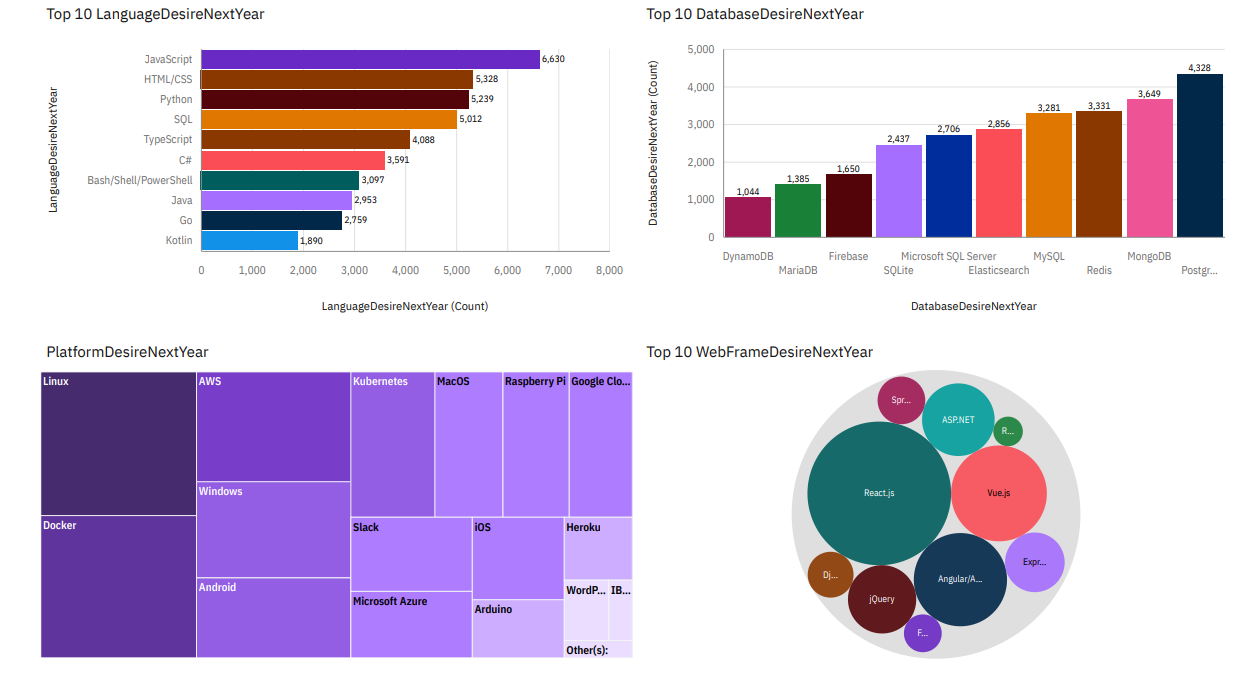 Top 10 LanguageDesireNextYear
LanguageDesireNextYear
JavaScript 6,630
HTML/CSS 5,328
Python 5,239
SQL 5,012
TypeScript 4,088
C# 3,591
Bash/Shell/PowerShell 3,097
Java 2,953
Go 2,759
Kotlin 1,890
0 1,000 2,000 3,000 4,000 5,000 6,000 7,000 8,000
LanguageDesireNextYear (Count)
Top 10 DatabaseDesireNextYear
DatabaseDesireNextYear (Count)
5,000
4,000
3,000
2,000
1,000
0
1,044 1,385 1,650 2,437 2,706 2,856 3,281 3,331 3,649 4,328
DynamoDB Firebase Microsoft SQL Server MySQL MongoDB
MariaDB SQLite Elasticsearch Redis Postgr...
DatabaseDesireNextYear
PlatformDesireNextYear
Linux AWS Kubernetes MacOS Raspberry Pi Google Clo...
Windows
Docker Slack iOS Heroku
Android WordP... IB...
Microsoft Azure Arduino
Other(s):
Top 10 WebFrameDesireNextYear
Spr... ASP.NET R...
React.js Vue.js
Dj... Angular/A... Expr...
jQuery
F...